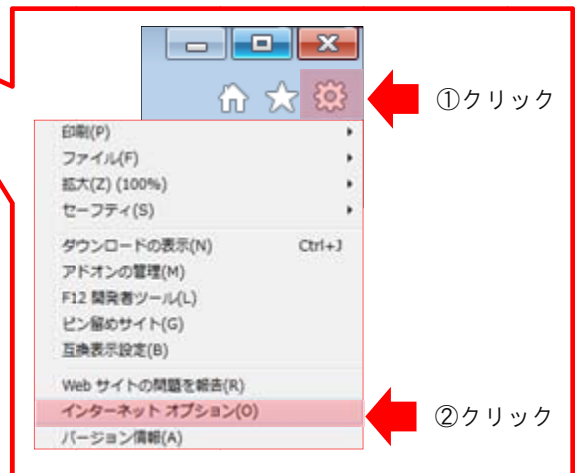 ①クリック
印刷(P)
ファイル(F)
拡大(Z) (100%)
セーフティ(S)
ダウンロードの表示(N) Ctrl+J
アドオンの管理(M)
F12 開発者ツール(L)
ピン留めサイト(G)
互換表示設定(B)
Web サイトの問題を報告(R)
インターネット オプション(O)
②クリック
バージョン情報(A)